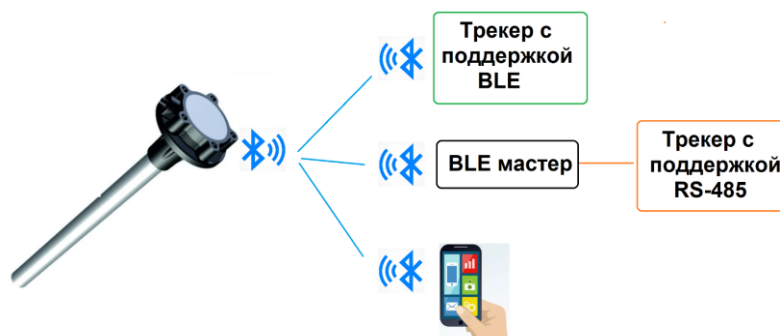 Трекер с
поддержкой
BLE
BLE мастер
Трекер с
поддержкой
RS-485